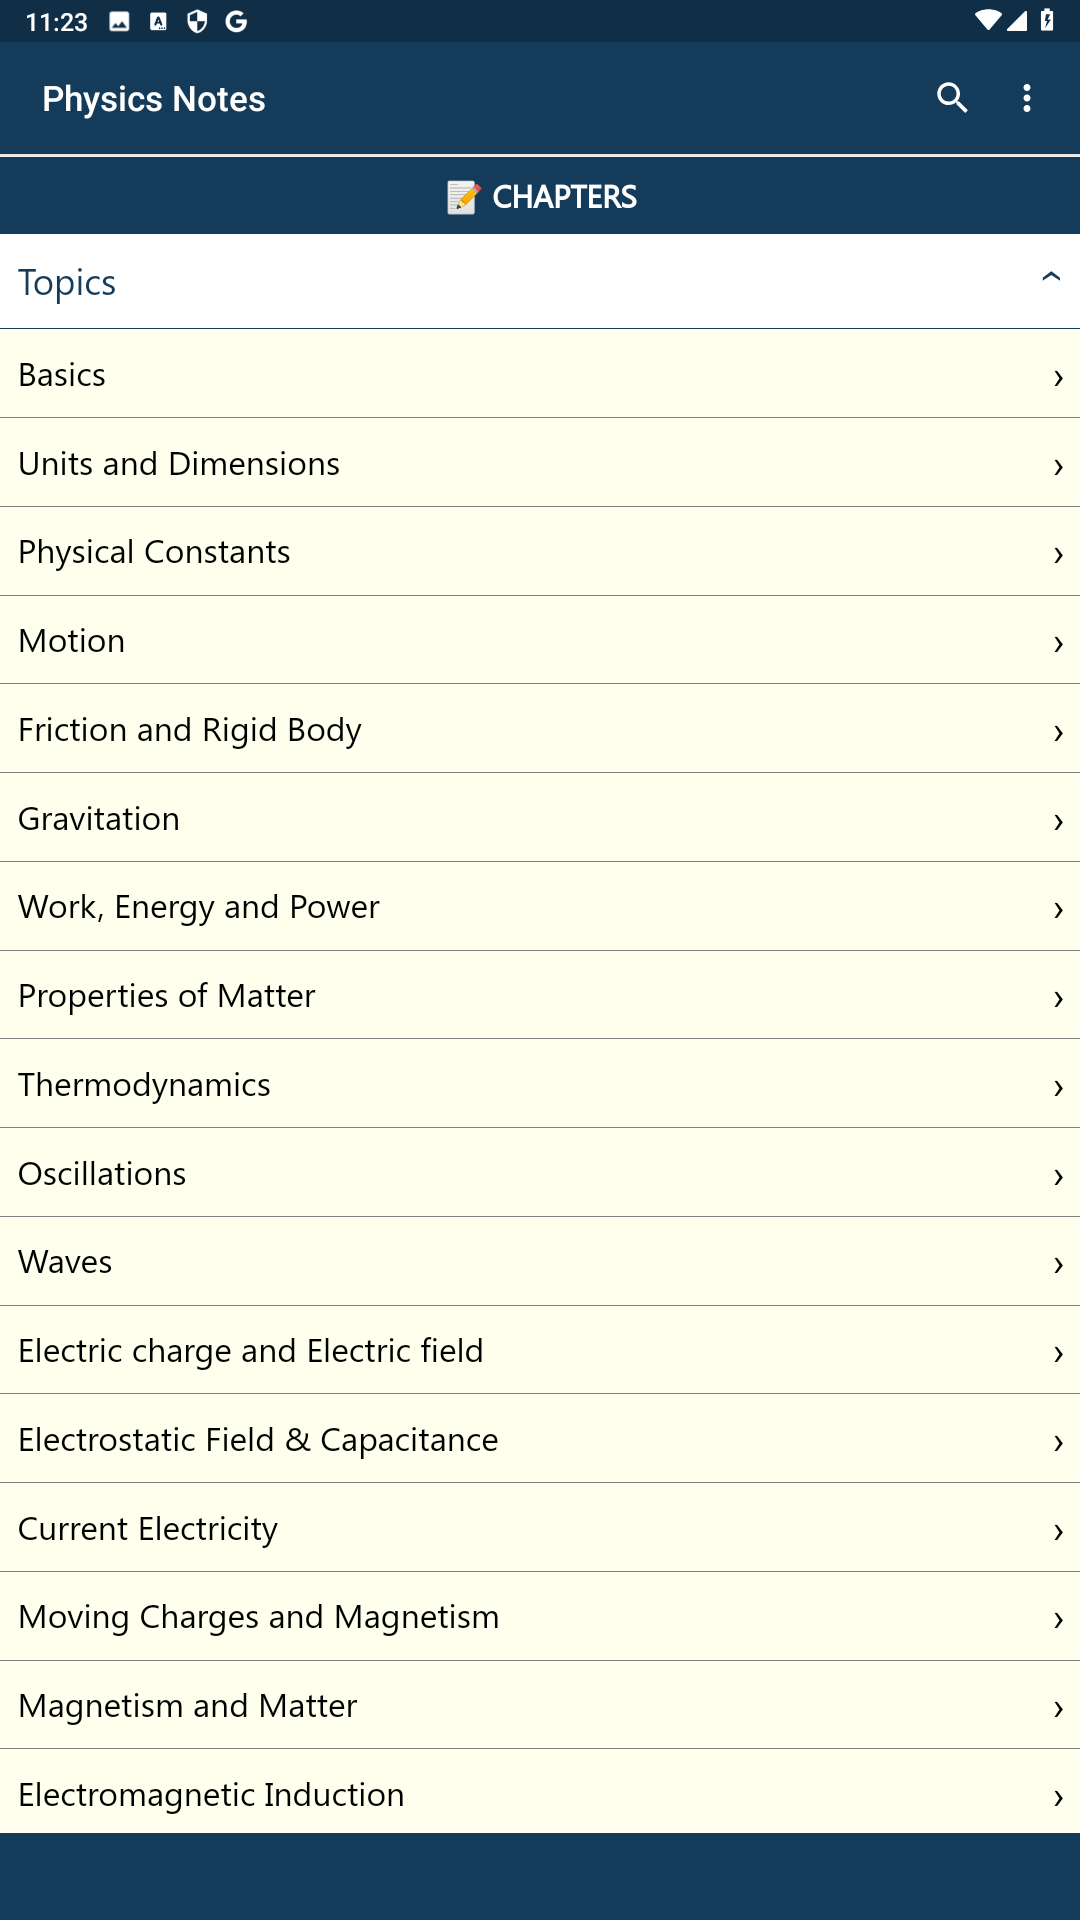 11:23
Physics Notes
CHAPTERS
Topics
Basics
Units and Dimensions
Physical Constants
Motion
Friction and Rigid Body
Gravitation
Work, Energy and Power
Properties of Matter
Thermodynamics
Oscillations
Waves
Electric charge and Electric field
Electrostatic Field & Capacitance
Current Electricity
Moving Charges and Magnetism
Magnetism and Matter
Electromagnetic Induction